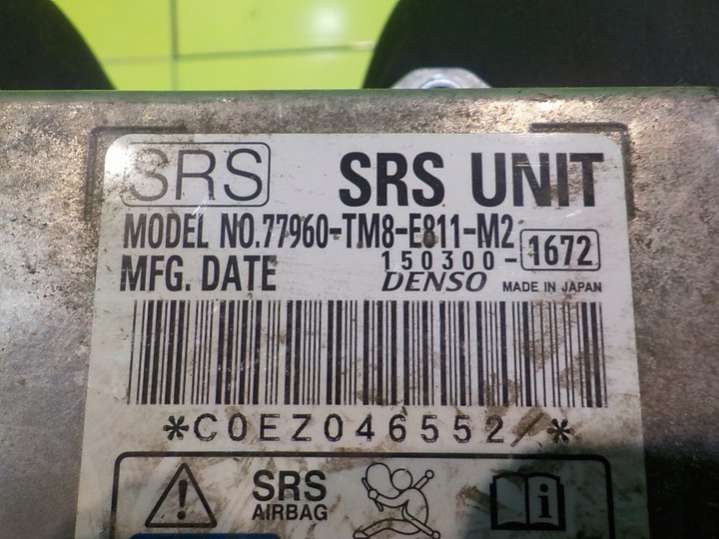 SRS SRS UNIT
MODEL NO.77960-TM8-E811-M2
150300-1672
MFG. DATE DENSO MADE IN JAPAN
*C0EZ046552/*
SRS
AIRBAG